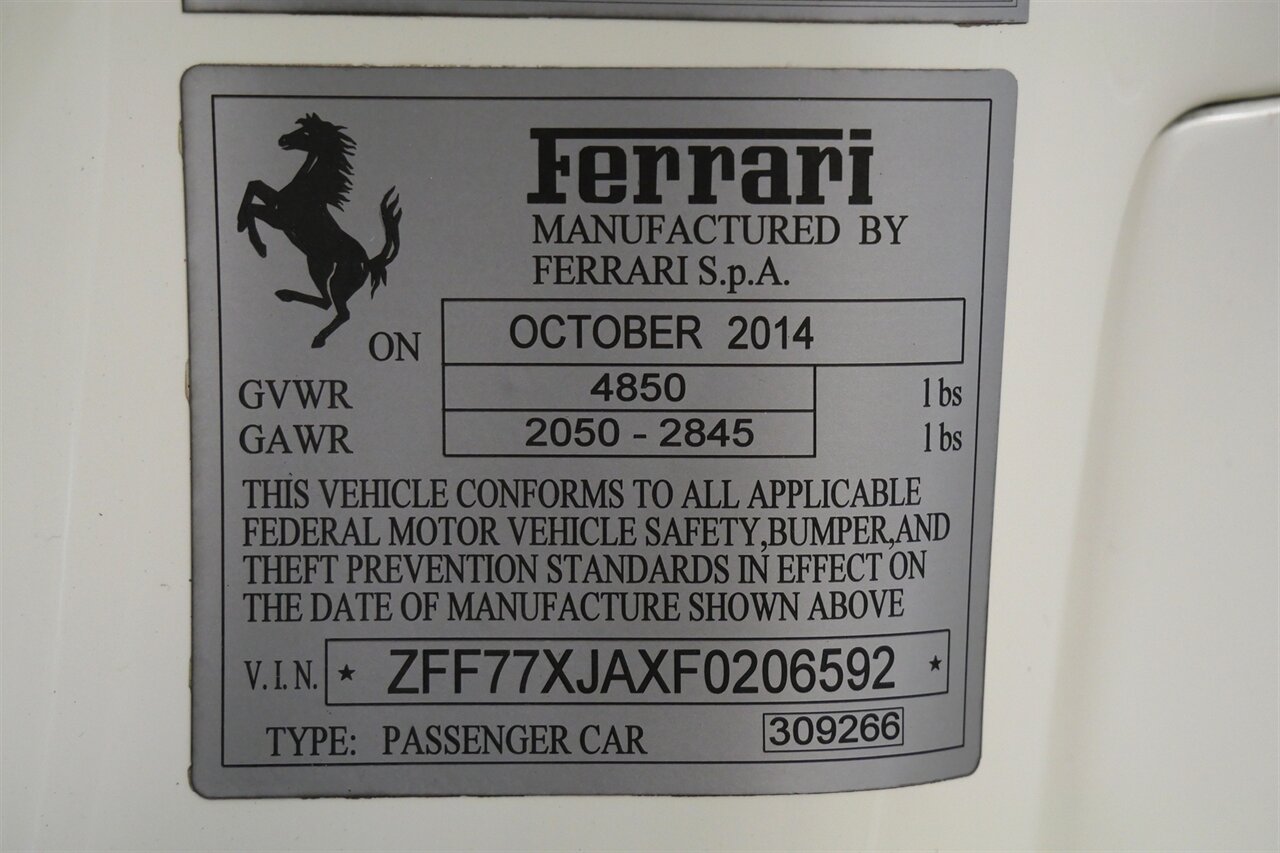 Ferrari
MANUFACTURED BY
FERRARI S.p.A.
ON OCTOBER 2014
GVWR 4850 lbs
GAWR 2050 - 2845 lbs
THIS VEHICLE CONFORMS TO ALL APPLICABLE
FEDERAL MOTOR VEHICLE SAFETY,BUMPER,AND
THEFT PREVENTION STANDARDS IN EFFECT ON
THE DATE OF MANUFACTURE SHOWN ABOVE
V.I.N. ★ ZFF77XJAXF0206592 ★
TYPE: PASSENGER CAR 309266